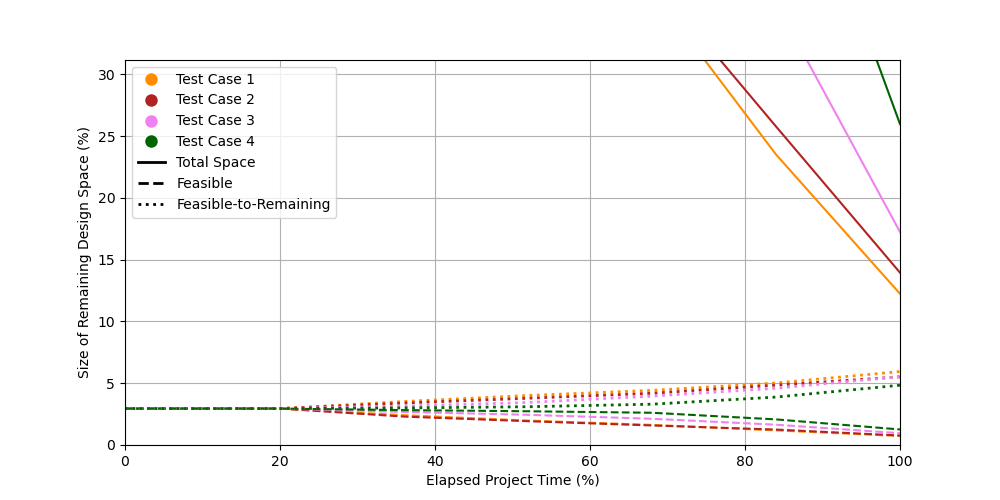 30
25
20
15
10
5
0
Size of Remaining Design Space (%)
Test Case 1
Test Case 2
Test Case 3
Test Case 4
Total Space
Feasible
Feasible-to-Remaining
0 20 40 60 80 100
Elapsed Project Time (%)